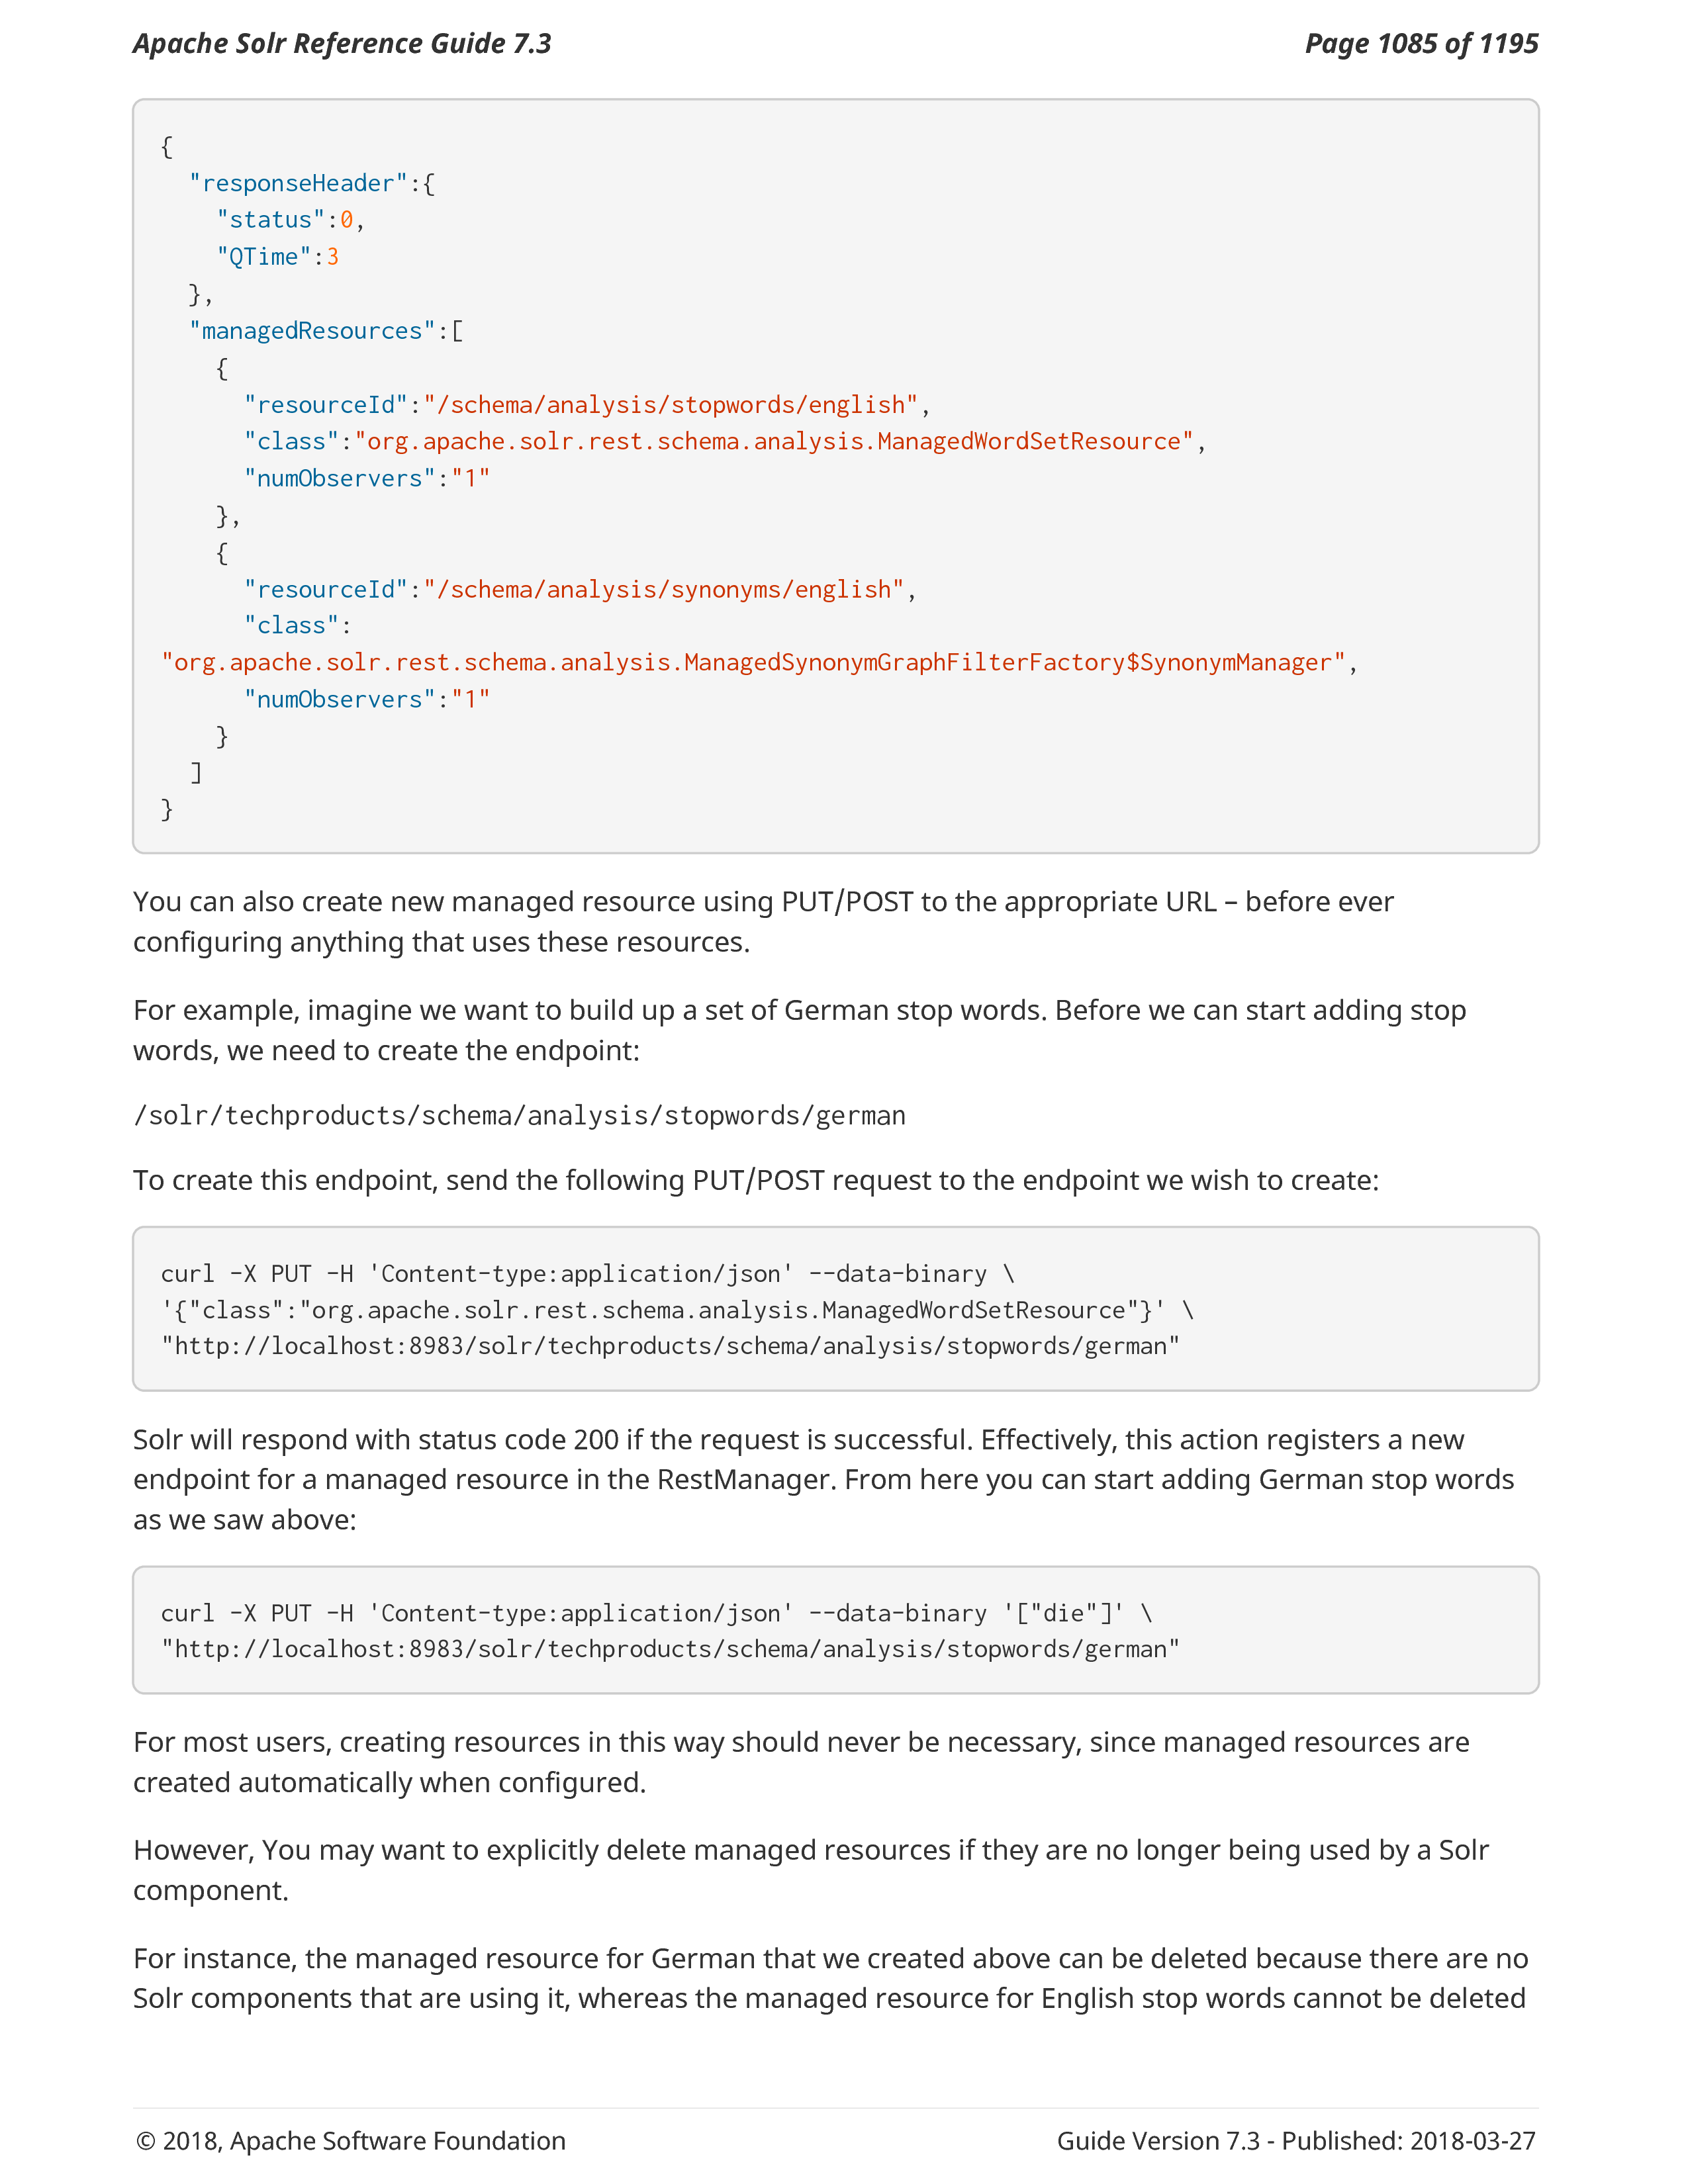 Apache Solr Reference Guide 7.3 Page 1085 of 1195
{
  "responseHeader":{
    "status":0,
    "QTime":3
  },
  "managedResources":[
    {
      "resourceId":"/schema/analysis/stopwords/english",
      "class":"org.apache.solr.rest.schema.analysis.ManagedWordSetResource",
      "numObservers":"1"
    },
    {
      "resourceId":"/schema/analysis/synonyms/english",
      "class":
"org.apache.solr.rest.schema.analysis.ManagedSynonymGraphFilterFactory$SynonymManager",
      "numObservers":"1"
    }
  ]
}
You can also create new managed resource using PUT/POST to the appropriate URL – before ever
configuring anything that uses these resources.
For example, imagine we want to build up a set of German stop words. Before we can start adding stop
words, we need to create the endpoint:
/solr/techproducts/schema/analysis/stopwords/german
To create this endpoint, send the following PUT/POST request to the endpoint we wish to create:
curl -X PUT -H 'Content-type:application/json' --data-binary \
'{"class":"org.apache.solr.rest.schema.analysis.ManagedWordSetResource"}' \
"http://localhost:8983/solr/techproducts/schema/analysis/stopwords/german"
Solr will respond with status code 200 if the request is successful. Effectively, this action registers a new
endpoint for a managed resource in the RestManager. From here you can start adding German stop words
as we saw above:
curl -X PUT -H 'Content-type:application/json' --data-binary '["die"]' \
"http://localhost:8983/solr/techproducts/schema/analysis/stopwords/german"
For most users, creating resources in this way should never be necessary, since managed resources are
created automatically when configured.
However, You may want to explicitly delete managed resources if they are no longer being used by a Solr
component.
For instance, the managed resource for German that we created above can be deleted because there are no
Solr components that are using it, whereas the managed resource for English stop words cannot be deleted
© 2018, Apache Software Foundation Guide Version 7.3 - Published: 2018-03-27